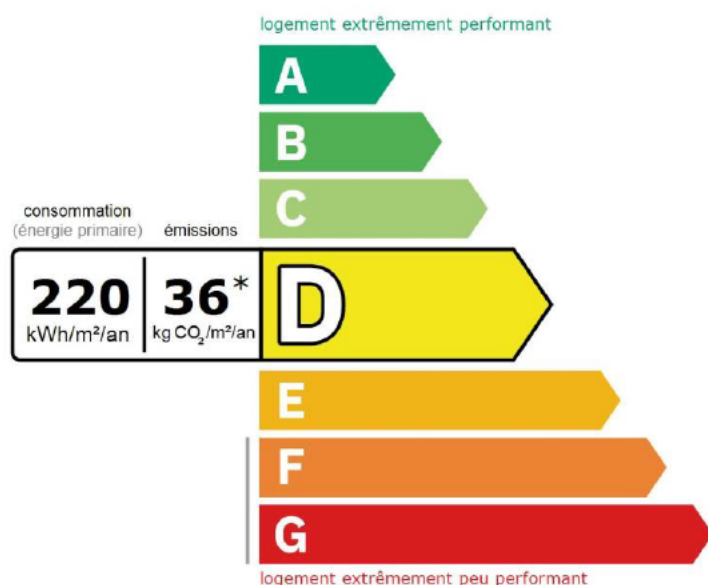 logement extrêmement performant
A
B
C
consommation
(énergie primaire)
émissions
220
kWh/m²/an
36*
kg CO₂/m²/an
D
E
F
G
logement extrêmement peu performant